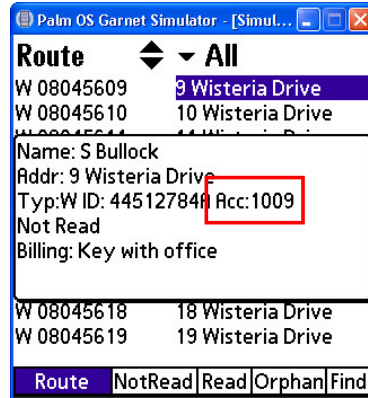 Palm OS Garnet Simulator - [Simul...
Route All
W 08045609 9 Wisteria Drive
W 08045610 10 Wisteria Drive
Name: S Bullock
Addr: 9 Wisteria Drive
Typ:W ID: 44512784A Acc:1009
Not Read
Billing: Key with office
W 08045618 18 Wisteria Drive
W 08045619 19 Wisteria Drive
Route NotRead Read Orphan Find